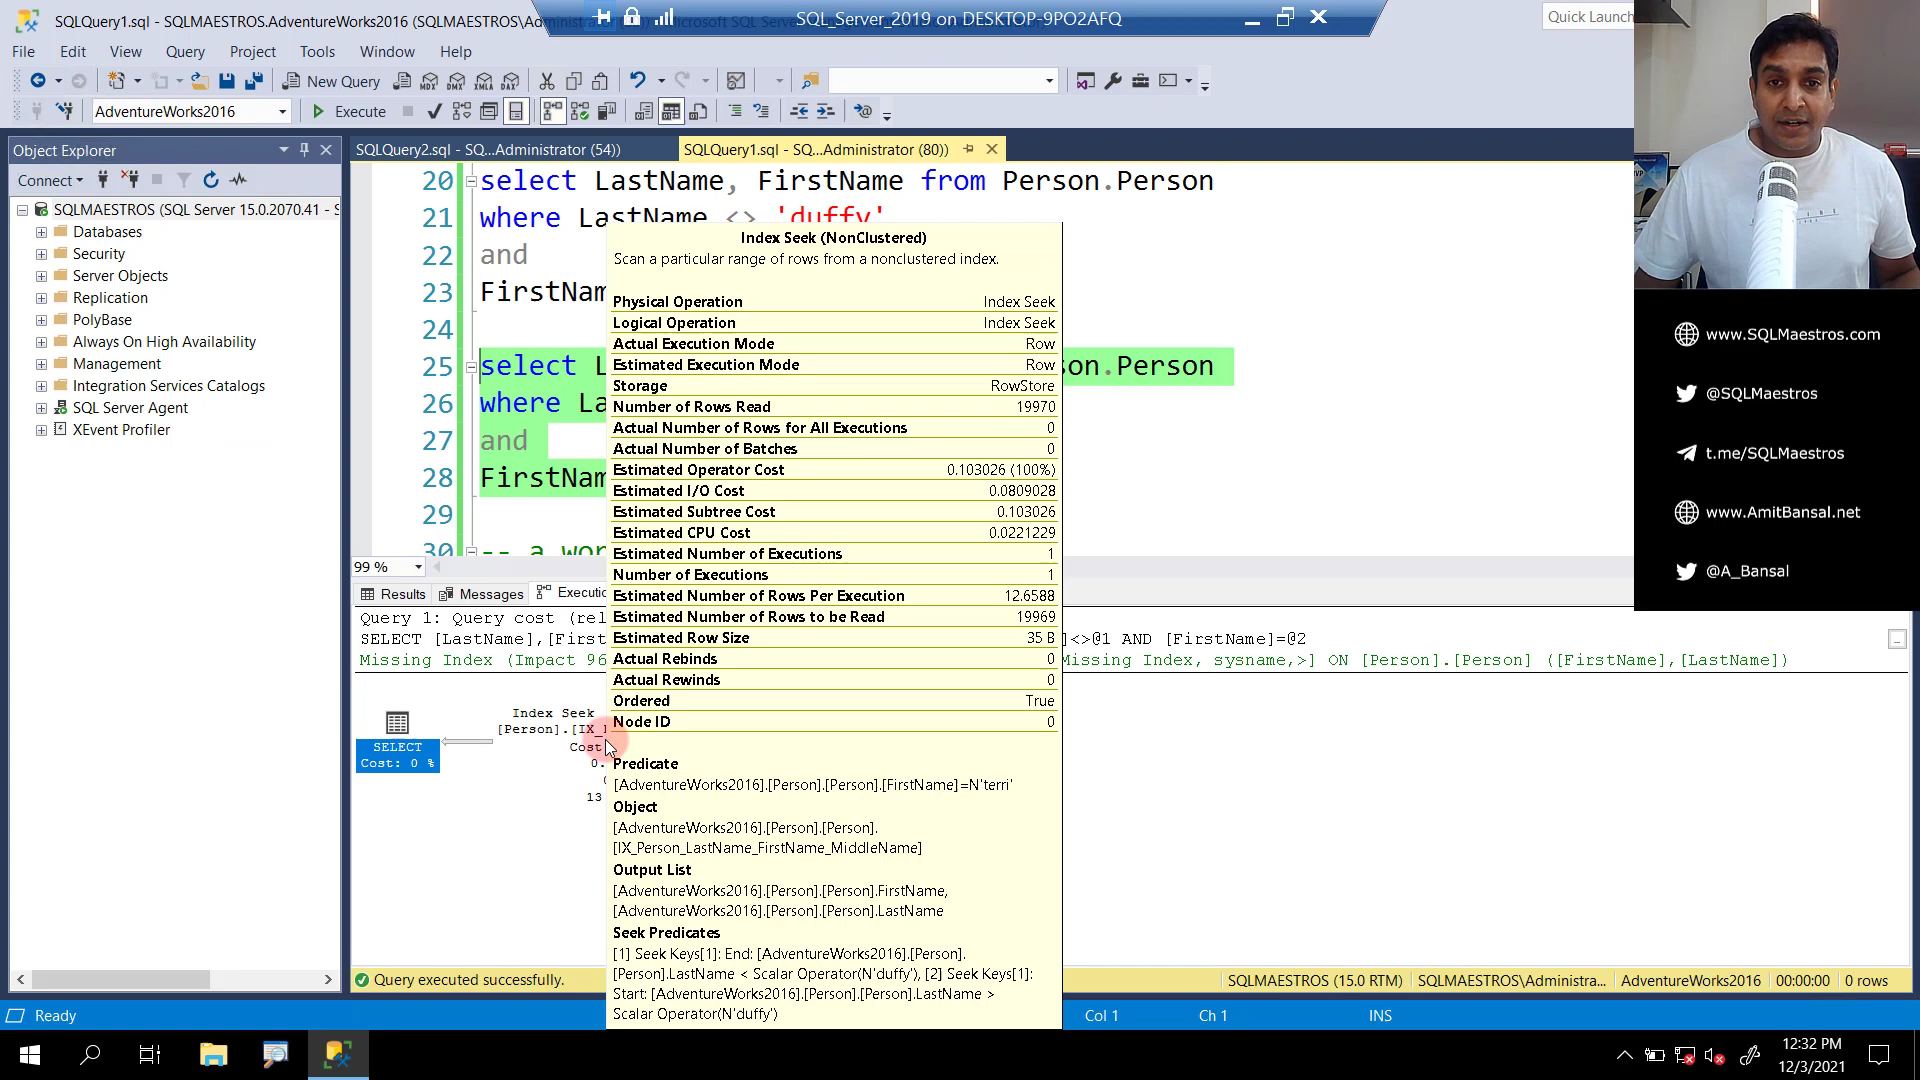 SQLQuery1.sql - SQLMAESTROS.AdventureWorks2016 (SQLMAESTROS\Administra
SQL_Server_2019 on DESKTOP-9PO2AFQ
Quick Launch
File Edit View Query Project Tools Window Help
New Query
AdventureWorks2016
Execute
Object Explorer
Connect
SQLMAESTROS (SQL Server 15.0.2070.41 - S
Databases
Security
Server Objects
Replication
PolyBase
Always On High Availability
Management
Integration Services Catalogs
SQL Server Agent
XEvent Profiler
SQLQuery2.sql - SQ...Administrator (54))
SQLQuery1.sql - SQ...Administrator (80))
20 select LastName, FirstName from Person.Person
21 where LastName <> 'duffy'
22 and
23 FirstNam
24
25 select L son.Person
26 where La
27 and
28 FirstNam
29
30 -- a wor
99 %
Results
Messages
Executio
Query 1: Query cost (rel
SELECT [LastName],[First ]<>@1 AND [FirstName]=@2
Missing Index (Impact 96 Missing Index, sysname,>] ON [Person].[Person] ([FirstName],[LastName])
SELECT
Cost: 0 %
Index Seek
[Person].[IX_
Cost
0.
13
Index Seek (NonClustered)
Scan a particular range of rows from a nonclustered index.
Physical Operation Index Seek
Logical Operation Index Seek
Actual Execution Mode Row
Estimated Execution Mode Row
Storage RowStore
Number of Rows Read 19970
Actual Number of Rows for All Executions 0
Actual Number of Batches 0
Estimated Operator Cost 0.103026 (100%)
Estimated I/O Cost 0.0809028
Estimated Subtree Cost 0.103026
Estimated CPU Cost 0.0221229
Estimated Number of Executions 1
Number of Executions 1
Estimated Number of Rows Per Execution 12.6588
Estimated Number of Rows to be Read 19969
Estimated Row Size 35 B
Actual Rebinds 0
Actual Rewinds 0
Ordered True
Node ID 0
Predicate
[AdventureWorks2016].[Person].[Person].[FirstName]=N'terri'
Object
[AdventureWorks2016].[Person].[Person].
[IX_Person_LastName_FirstName_MiddleName]
Output List
[AdventureWorks2016].[Person].[Person].FirstName,
[AdventureWorks2016].[Person].[Person].LastName
Seek Predicates
[1] Seek Keys[1]: End: [AdventureWorks2016].[Person].
[Person].LastName < Scalar Operator(N'duffy'), [2] Seek Keys[1]:
Start: [AdventureWorks2016].[Person].[Person].LastName >
Scalar Operator(N'duffy')
www.SQLMaestros.com
@SQLMaestros
t.me/SQLMaestros
www.AmitBansal.net
@A_Bansal
Query executed successfully.
SQLMAESTROS (15.0 RTM) SQLMAESTROS\Administra... AdventureWorks2016 00:00:00 0 rows
Ready Col 1 Ch 1 INS
12:32 PM
12/3/2021